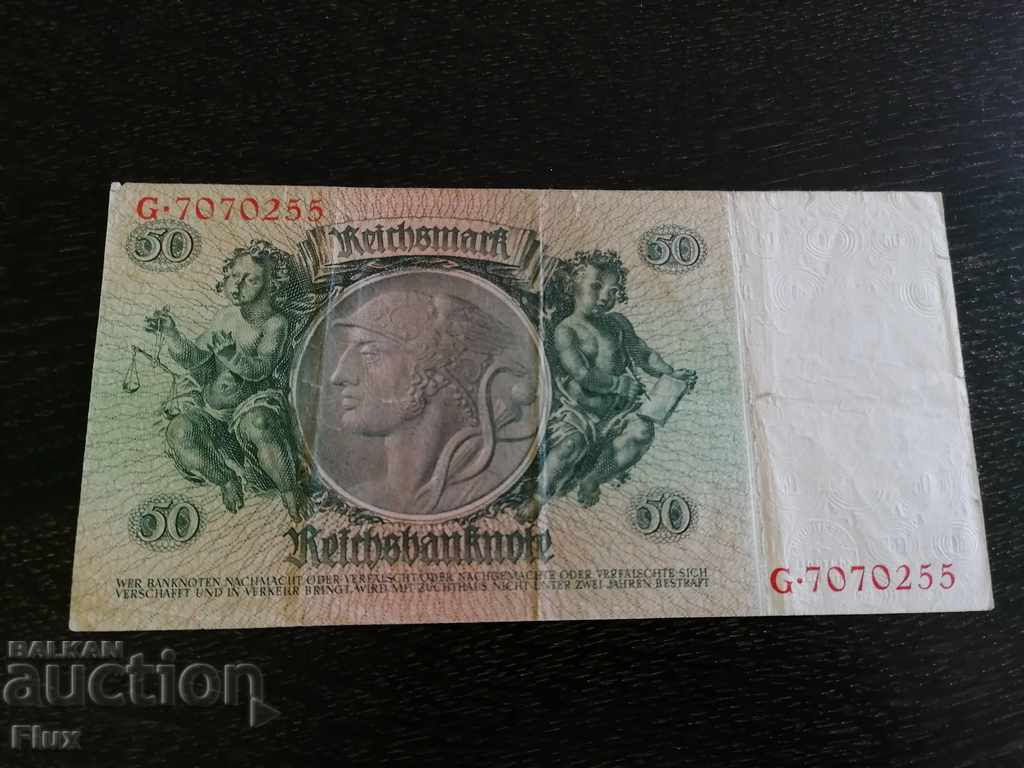 G·7070255
50
Reichsmark
50
50
50
Reichsbanknote
WER BANKNOTEN NACHMACHT ODER VERFÄLSCHT ODER NACHGEMACHTE ODER VERFÄLSCHTE SICH
VERSCHAFFT UND IN VERKEHR BRINGT, WIRD MIT ZUCHTHAUS NICHT UNTER ZWEI JAHREN BESTRAFT
G·7070255
BALKAN
auction
Flux